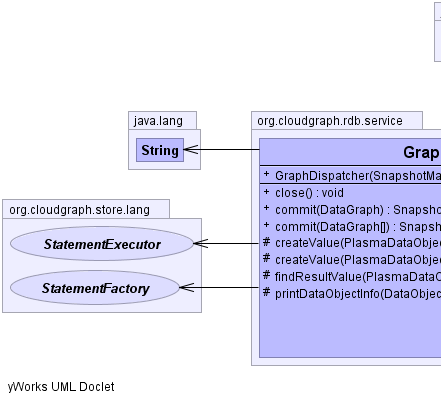 java.lang
String
org.cloudgraph.rdb.service
Grap
+ GraphDispatcher(SnapshotMa
+ close() : void
+ commit(DataGraph) : Snapsho
+ commit(DataGraph[]) : Snapsh
# createValue(PlasmaDataObjec
# createValue(PlasmaDataObjec
# findResultValue(PlasmaDataO
# printDataObjectInfo(DataObjec
org.cloudgraph.store.lang
StatementExecutor
StatementFactory
yWorks UML Doclet